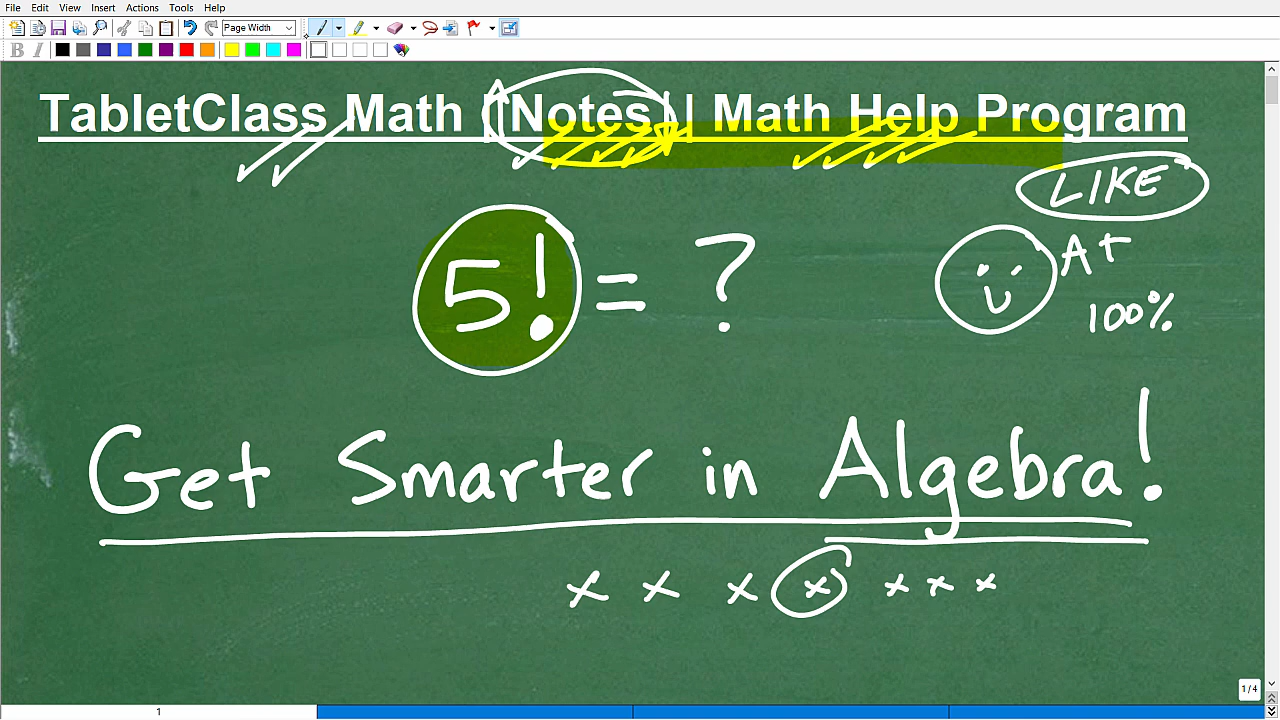 File Edit View Insert Actions Tools Help
Page Width
B I
TabletClass Math | Notes | Math Help Program
LIKE
5! = ?
A+
100%
Get Smarter in Algebra!
x x x x x x x
1/4
1